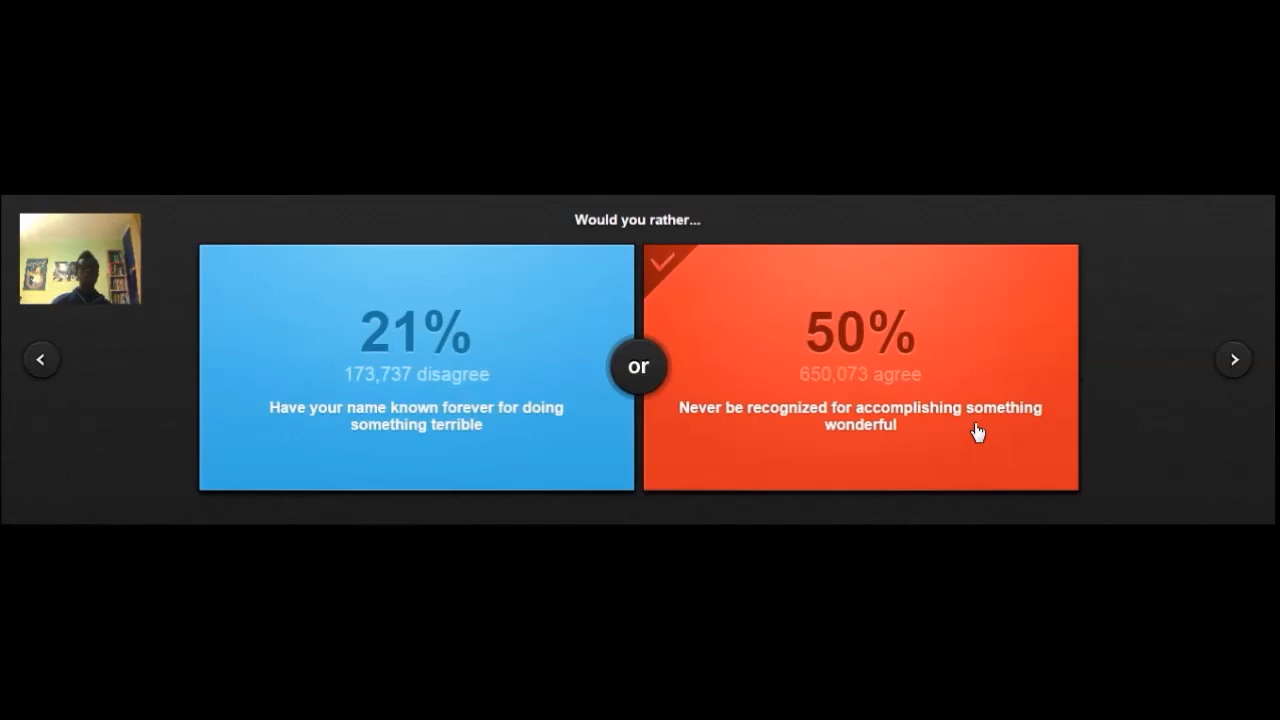 Would you rather...
21%
173,737 disagree
Have your name known forever for doing
something terrible
or
50%
650,073 agree
Never be recognized for accomplishing something
wonderful